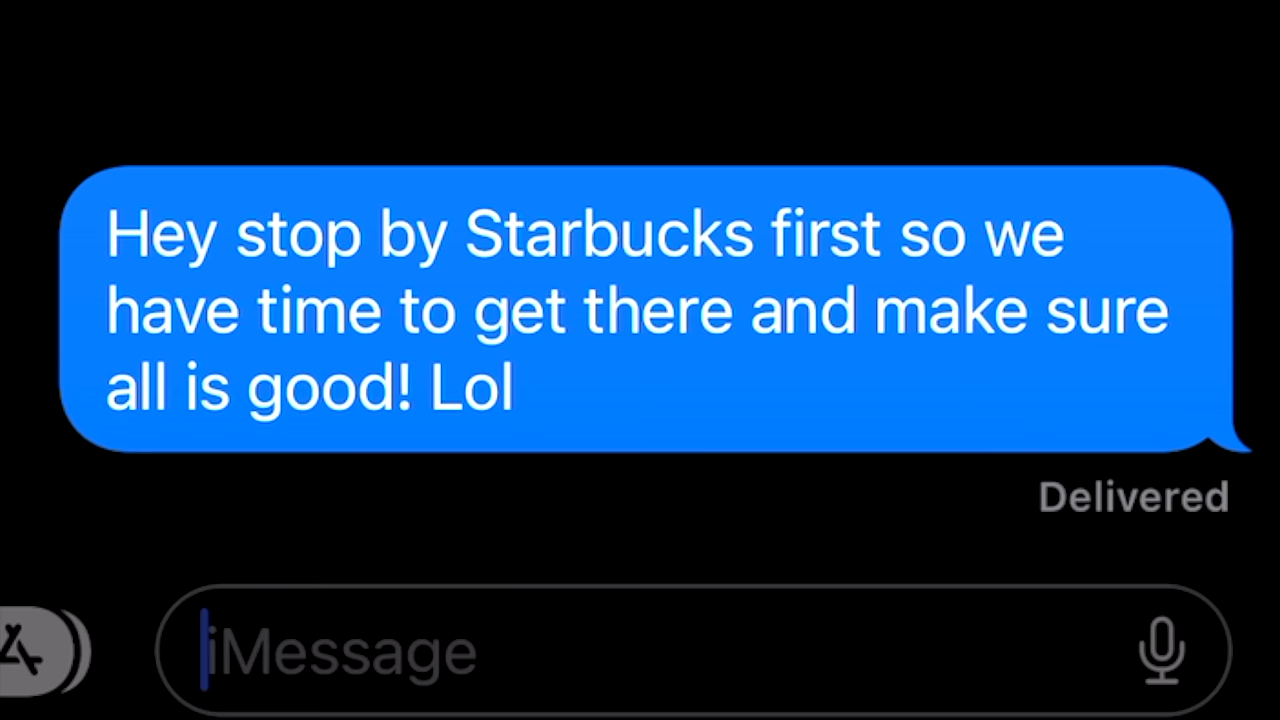 Hey stop by Starbucks first so we
have time to get there and make sure
all is good! Lol
Delivered
iMessage